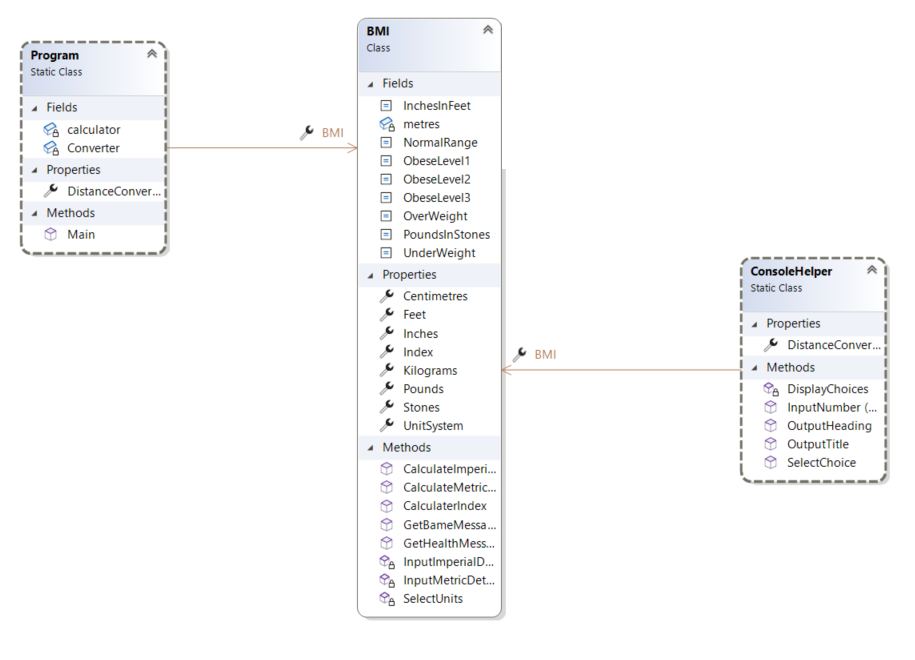 Program
Static Class
Fields
calculator
Converter
Properties
DistanceConver...
Methods
Main
BMI
BMI
Class
Fields
InchesInFeet
metres
NormalRange
ObeseLevel1
ObeseLevel2
ObeseLevel3
OverWeight
PoundsInStones
UnderWeight
Properties
Centimetres
Feet
Inches
Index
Kilograms
Pounds
Stones
UnitSystem
Methods
CalculateImperi...
CalculateMetric...
CalculaterIndex
GetBameMessa...
GetHealthMess...
InputImperialD...
InputMetricDet...
SelectUnits
BMI
ConsoleHelper
Static Class
Properties
DistanceConver...
Methods
DisplayChoices
InputNumber (...
OutputHeading
OutputTitle
SelectChoice